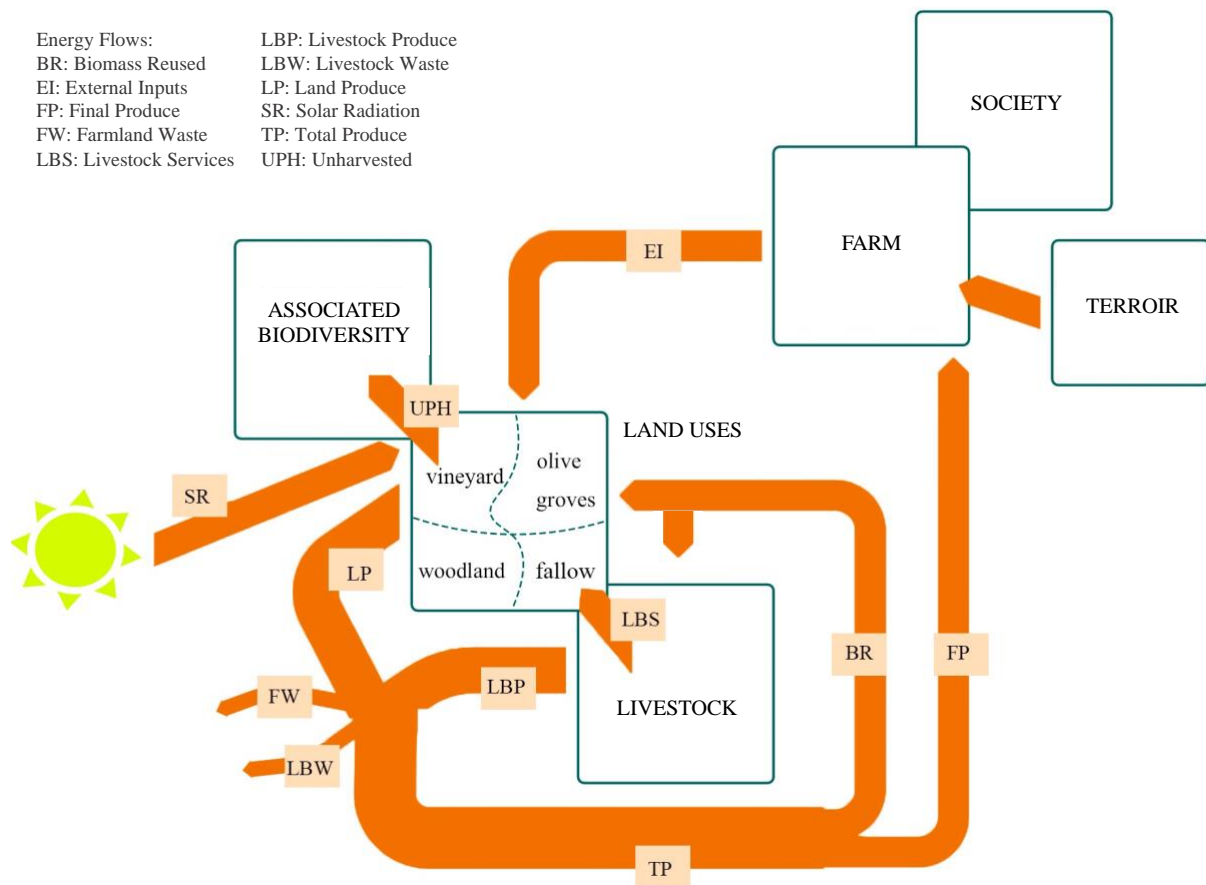 Energy Flows:
BR: Biomass Reused
EI: External Inputs
FP: Final Produce
FW: Farmland Waste
LBS: Livestock Services
LBP: Livestock Produce
LBW: Livestock Waste
LP: Land Produce
SR: Solar Radiation
TP: Total Produce
UPH: Unharvested
SOCIETY
FARM
TERROIR
EI
ASSOCIATED
BIODIVERSITY
UPH
LAND USES
vineyard
olive
groves
woodland
fallow
SR
LP
LBS
LBP
LIVESTOCK
BR
FP
FW
LBW
TP